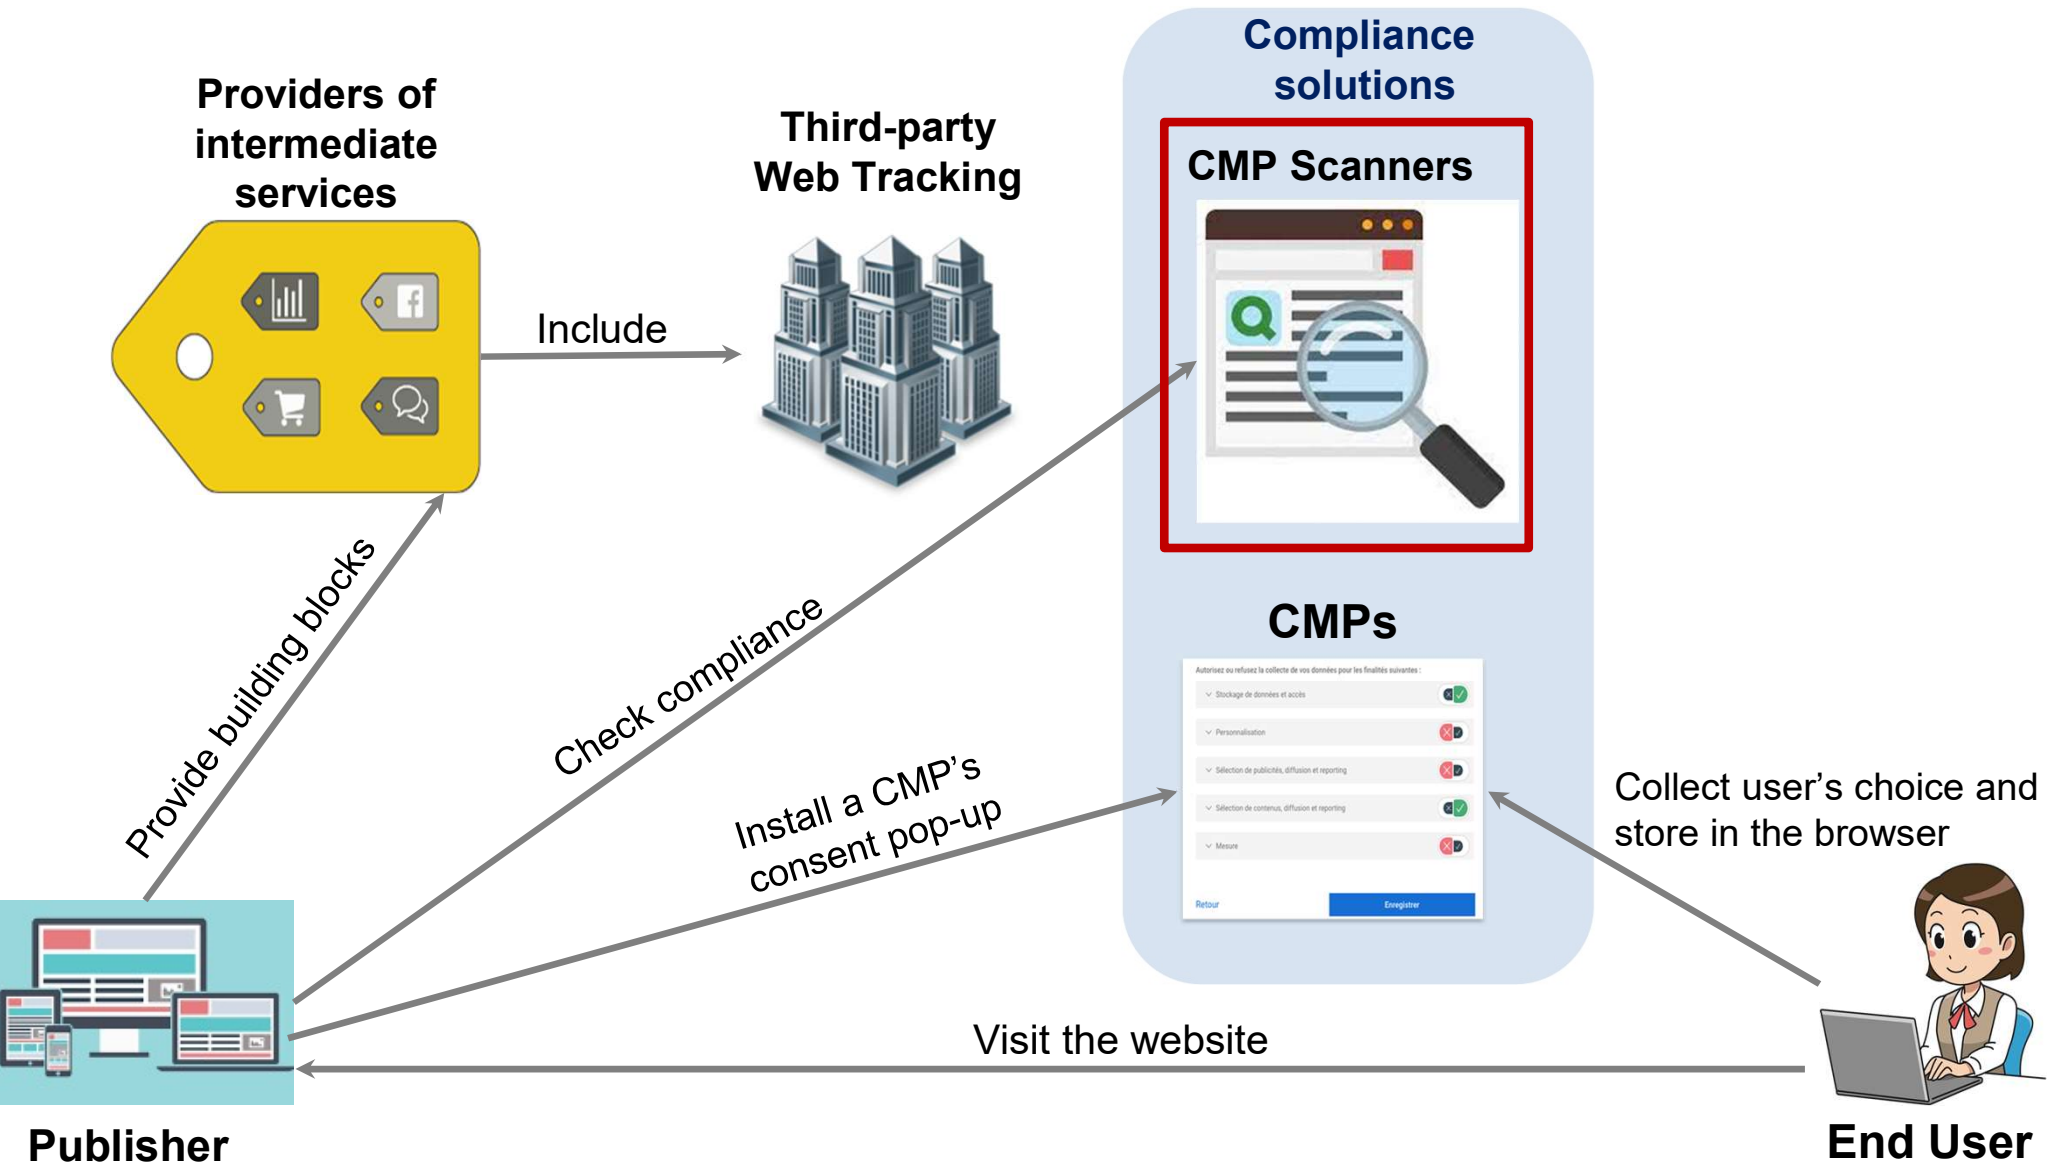 Compliance
solutions
Providers of
intermediate
services
Third-party
Web Tracking
CMP Scanners
Include
Provide building blocks
Check compliance
CMPs
Autorisez ou refusez la collecte de vos données pour les finalités suivantes :
Stockage de données et accès
Personnalisation
Sélection de publicités, diffusion et reporting
Sélection de contenus, diffusion et reporting
Mesure
Retour
Enregistrer
Install a CMP’s
consent pop-up
Collect user’s choice and
store in the browser
Visit the website
Publisher
End User